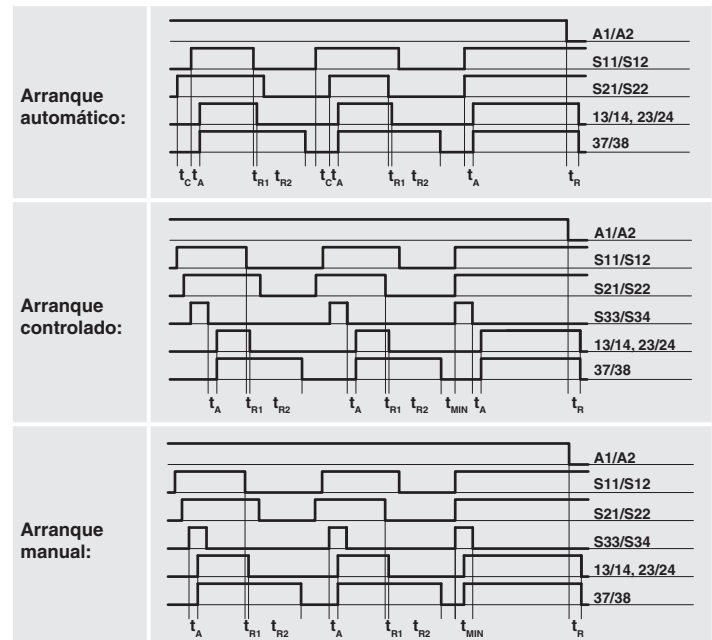 Arranque
automático:
A1/A2
S11/S12
S21/S22
13/14, 23/24
37/38
tC tA tR1 tR2 tC tA tR1 tR2 tA tR
Arranque
controlado:
A1/A2
S11/S12
S21/S22
S33/S34
13/14, 23/24
37/38
tA tR1 tR2 tA tR1 tR2 tMIN tA tR
Arranque
manual:
A1/A2
S11/S12
S21/S22
S33/S34
13/14, 23/24
37/38
tA tR1 tR2 tA tR1 tR2 tMIN tR